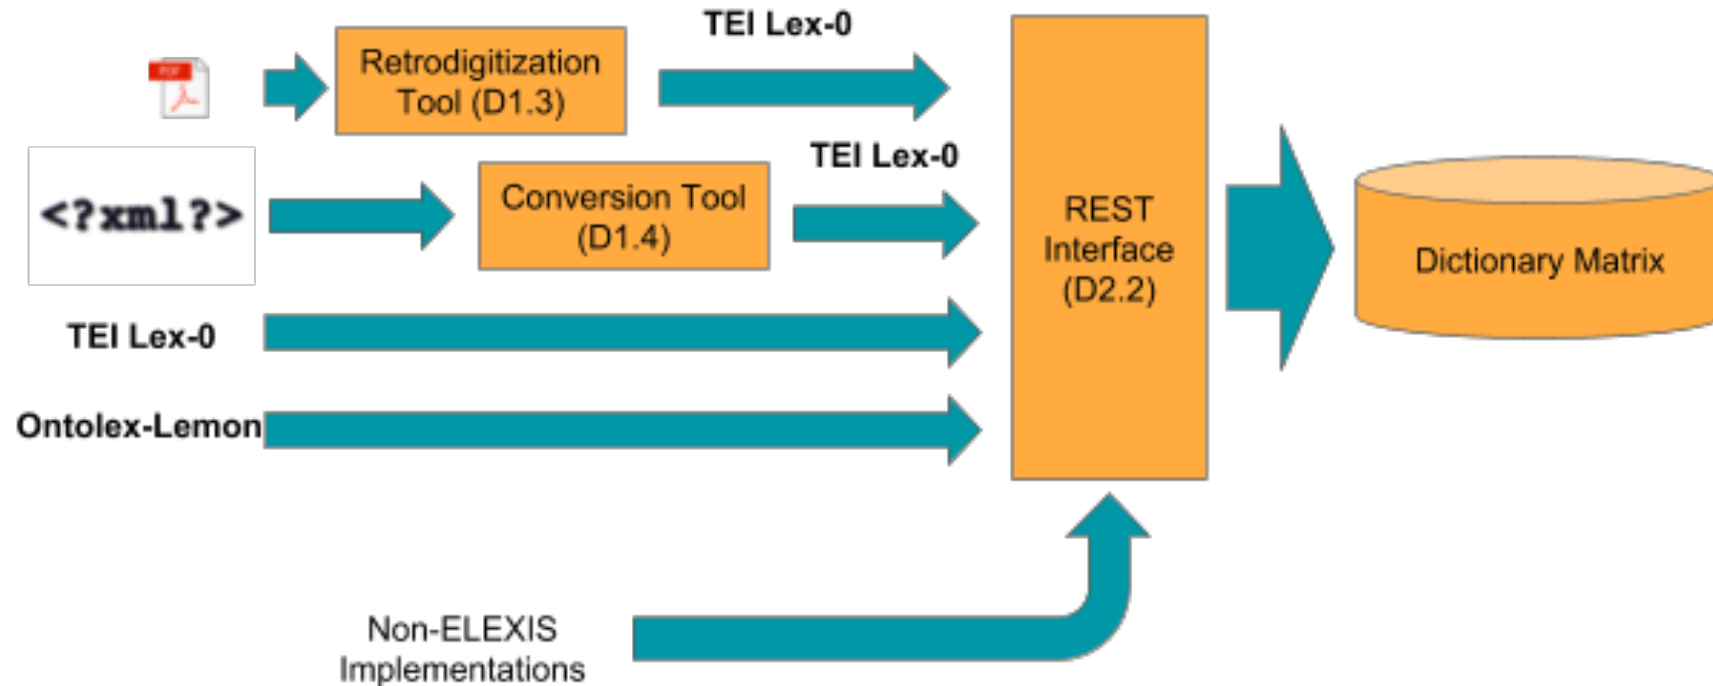 TEI Lex-0
PDF
Retrodigitization
Tool (D1.3)
TEI Lex-0
<?xml?>
Conversion Tool
(D1.4)
REST
Interface
(D2.2)
Dictionary Matrix
TEI Lex-0
Ontolex-Lemon
Non-ELEXIS
Implementations